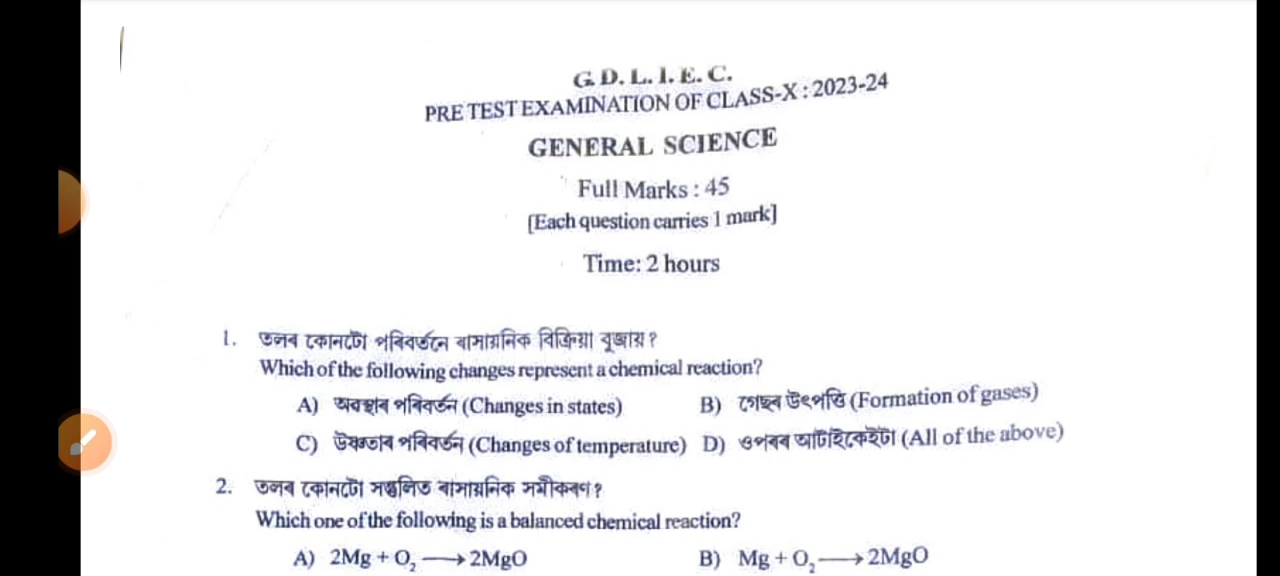 G.D.L.I.E.C.
PRE TEST EXAMINATION OF CLASS-X : 2023-24
GENERAL SCIENCE
Full Marks : 45
[Each question carries 1 mark]
Time: 2 hours
1. তলৰ কোনটো পৰিবৰ্তনে ৰাসায়নিক বিক্ৰিয়া বুজায়?
Which of the following changes represent a chemical reaction?
A) অৱস্থাৰ পৰিবৰ্তন (Changes in states) B) গেছৰ উৎপত্তি (Formation of gases)
C) উষ্ণতাৰ পৰিবৰ্তন (Changes of temperature) D) ওপৰৰ আটাইকেইটা (All of the above)
2. তলৰ কোনটো সন্তুলিত ৰাসায়নিক সমীকৰণ?
Which one of the following is a balanced chemical reaction?
A) 2Mg + O₂ ⟶ 2MgO B) Mg + O₂ ⟶ 2MgO